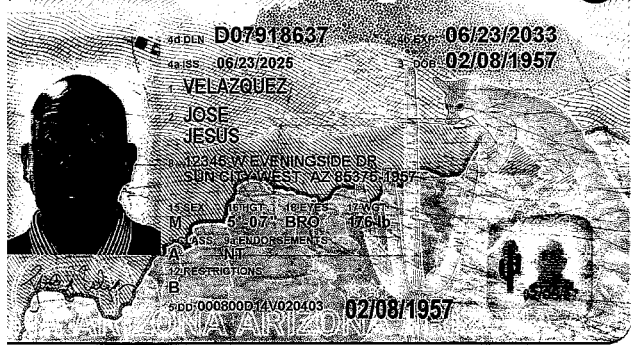 4d DLN D07918637
4b EXP 06/23/2033
4a ISS 06/23/2025
3 DOB 02/08/1957
1 VELAZQUEZ
2 JOSE
JESUS
8 12345 W EVENINGSIDE DR
SUN CITY WEST, AZ 85375-1957
15 SEX 16 HGT 18 EYES 17 WGT
M 5'-07" BRO 176 lb
9 CLASS 9a ENDORSEMENTS
A NT
12 RESTRICTIONS
B
5 DD 000800D14V020403
02/08/1957
ARIZONA ARIZONA